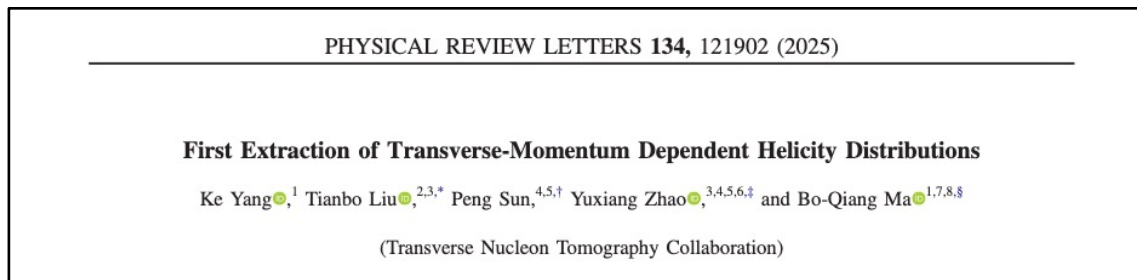 PHYSICAL REVIEW LETTERS 134, 121902 (2025)
First Extraction of Transverse-Momentum Dependent Helicity Distributions
Ke Yang,1 Tianbo Liu,2,3,* Peng Sun,4,5,† Yuxiang Zhao,3,4,5,6,‡ and Bo-Qiang Ma1,7,8,§
(Transverse Nucleon Tomography Collaboration)